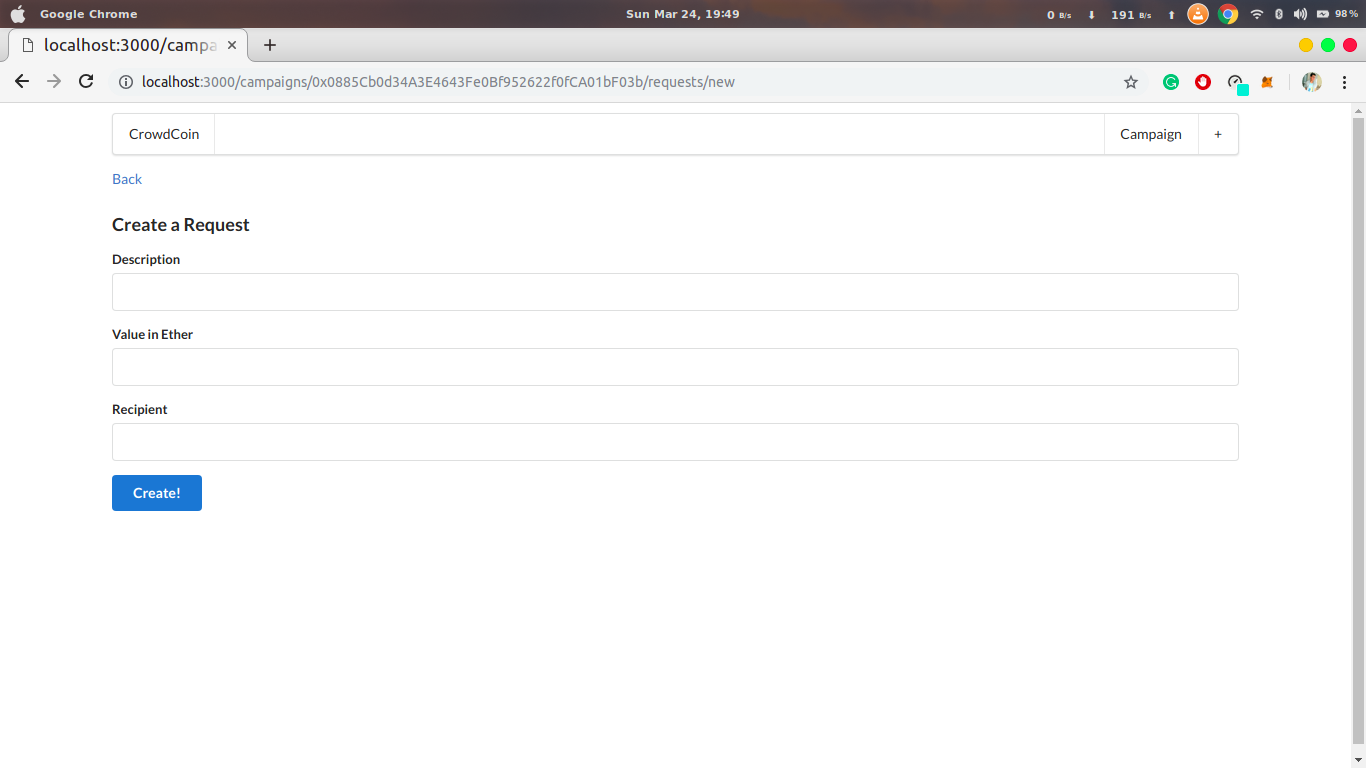 Google Chrome Sun Mar 24, 19:49 0 B/s 191 B/s 98%
localhost:3000/campa
localhost:3000/campaigns/0x0885Cb0d34A3E4643Fe0Bf952622f0fCA01bF03b/requests/new
CrowdCoin Campaign +
Back
Create a Request
Description
Value in Ether
Recipient
Create!